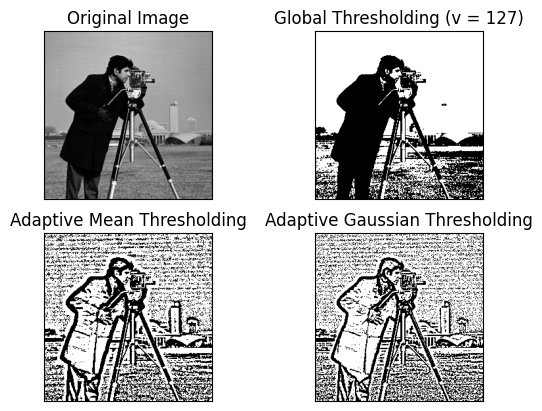 Original Image
Global Thresholding (v = 127)
Adaptive Mean Thresholding
Adaptive Gaussian Thresholding